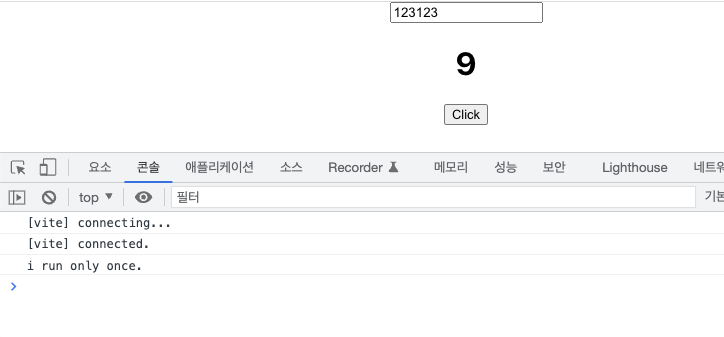 123123
9
Click
요소 콘솔 애플리케이션 소스 Recorder 메모리 성능 보안 Lighthouse 네트워
top ▼ 필터 기본
[vite] connecting...
[vite] connected.
i run only once.
>